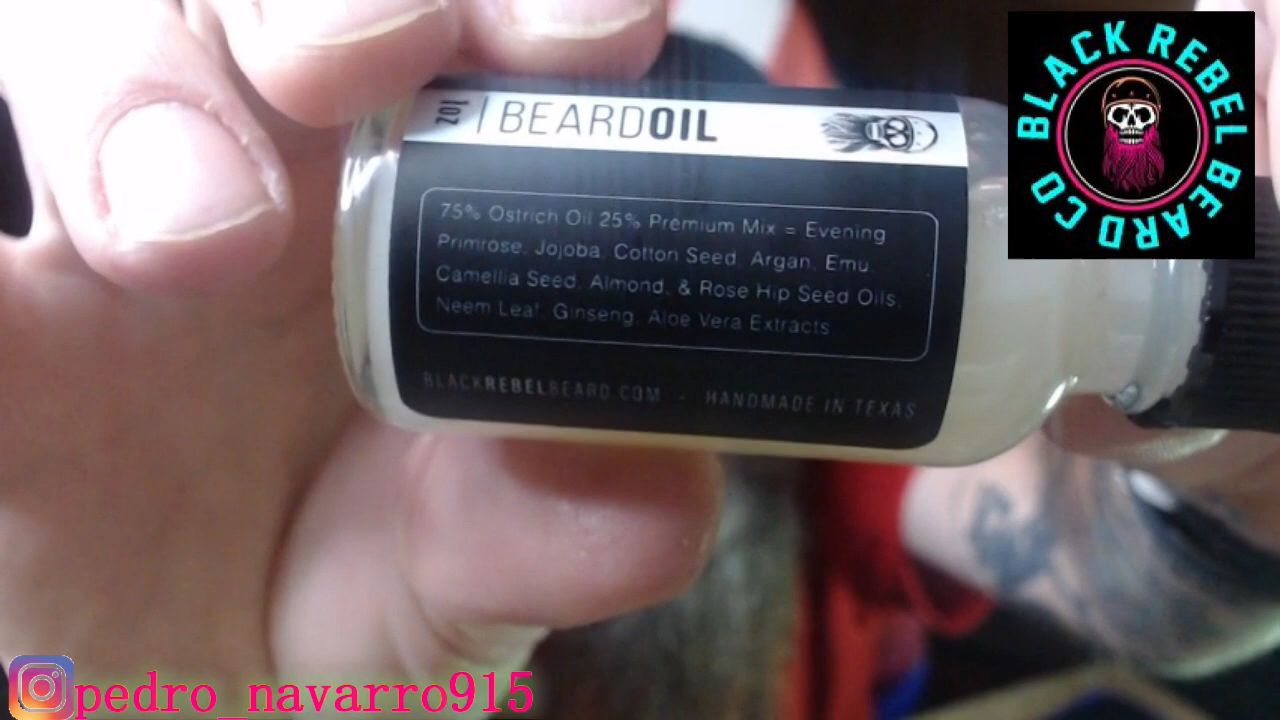 1oz | BEARDOIL
75% Ostrich Oil 25% Premium Mix = Evening
Primrose, Jojoba, Cotton Seed, Argan, Emu,
Camellia Seed, Almond, & Rose Hip Seed Oils,
Neem Leaf, Ginseng, Aloe Vera Extracts
BLACKREBELBEARD.COM - HANDMADE IN TEXAS
BLACK REBEL BEARD CO
pedro_navarro915